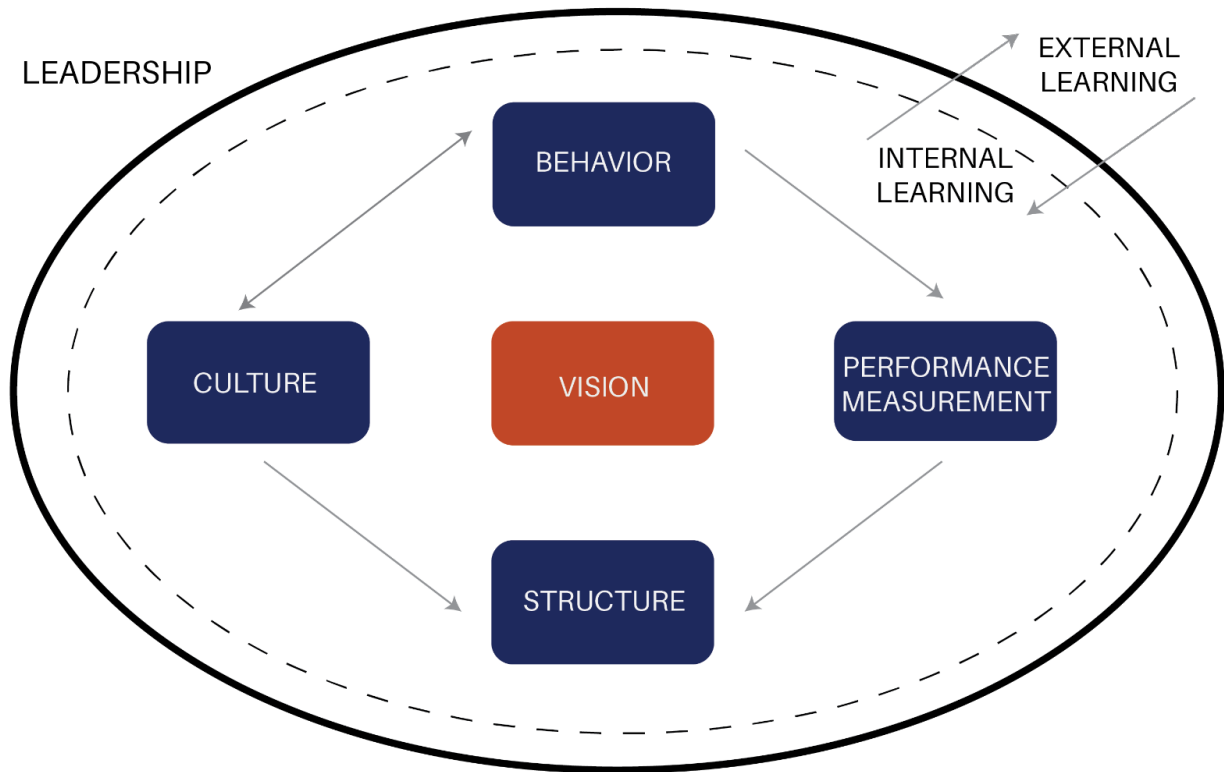 LEADERSHIP
EXTERNAL
LEARNING
BEHAVIOR
INTERNAL
LEARNING
CULTURE
VISION
PERFORMANCE
MEASUREMENT
STRUCTURE